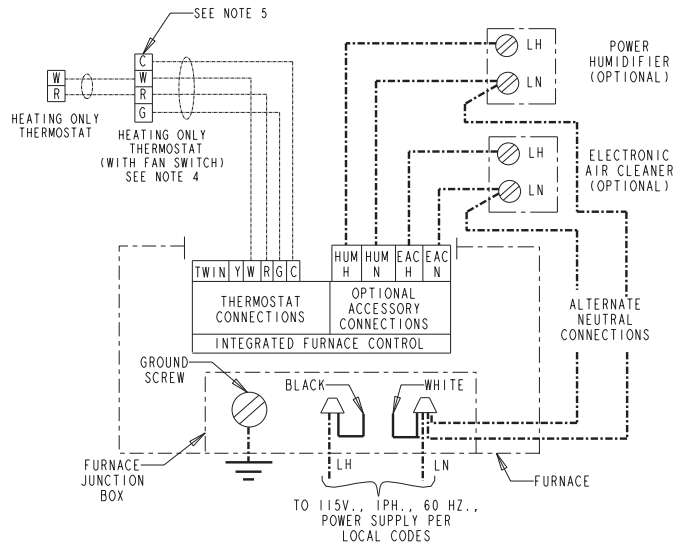 SEE NOTE 5
C
W
R
G
W
R
HEATING ONLY
THERMOSTAT
HEATING ONLY
THERMOSTAT
(WITH FAN SWITCH)
SEE NOTE 4
LH
LN
POWER
HUMIDIFIER
(OPTIONAL)
LH
LN
ELECTRONIC
AIR CLEANER
(OPTIONAL)
TWIN Y W R G C
HUM H
HUM N
EAC H
EAC N
THERMOSTAT
CONNECTIONS
OPTIONAL
ACCESSORY
CONNECTIONS
INTEGRATED FURNACE CONTROL
ALTERNATE
NEUTRAL
CONNECTIONS
GROUND
SCREW
BLACK
WHITE
FURNACE
JUNCTION
BOX
LH
LN
FURNACE
TO 115V., 1PH., 60 HZ.,
POWER SUPPLY PER
LOCAL CODES